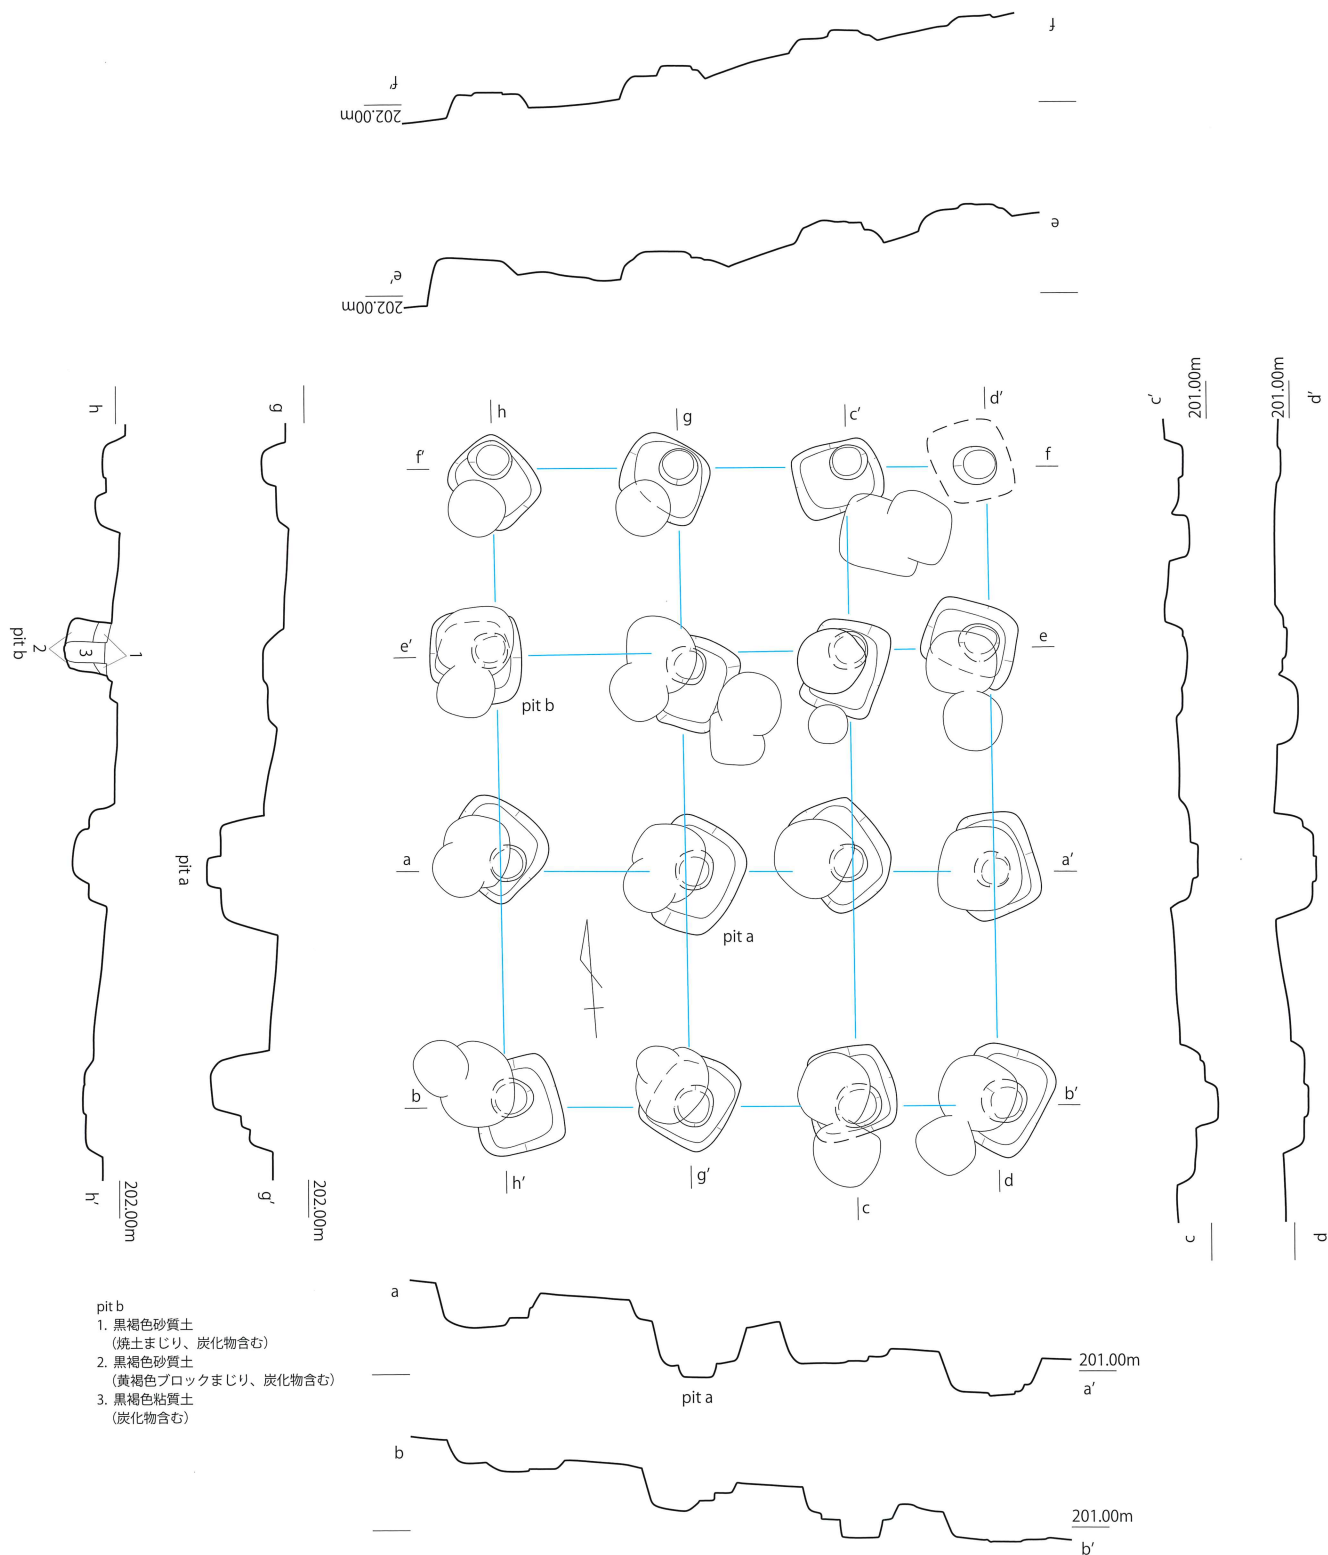 f
f'
202.00m
e
e'
202.00m
h
g
h
g
c'
d'
c'
201.00m
201.00m
d'
f'
f
e'
e
pit b
pit b
2
3
1
a
a'
pit a
pit a
b
b'
h'
g'
c
d
h'
202.00m
g'
202.00m
c
d
a
201.00m
a'
pit a
b
201.00m
b'
pit b
1. 黒褐色砂質土
(焼土まじり、炭化物含む)
2. 黒褐色砂質土
(黄褐色ブロックまじり、炭化物含む)
3. 黒褐色粘質土
(炭化物含む)